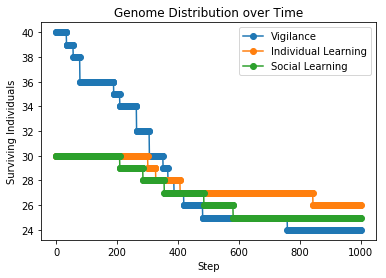 Genome Distribution over Time
Surviving Individuals
40
38
36
34
32
30
28
26
24
Vigilance
Individual Learning
Social Learning
0
200
400
600
800
1000
Step